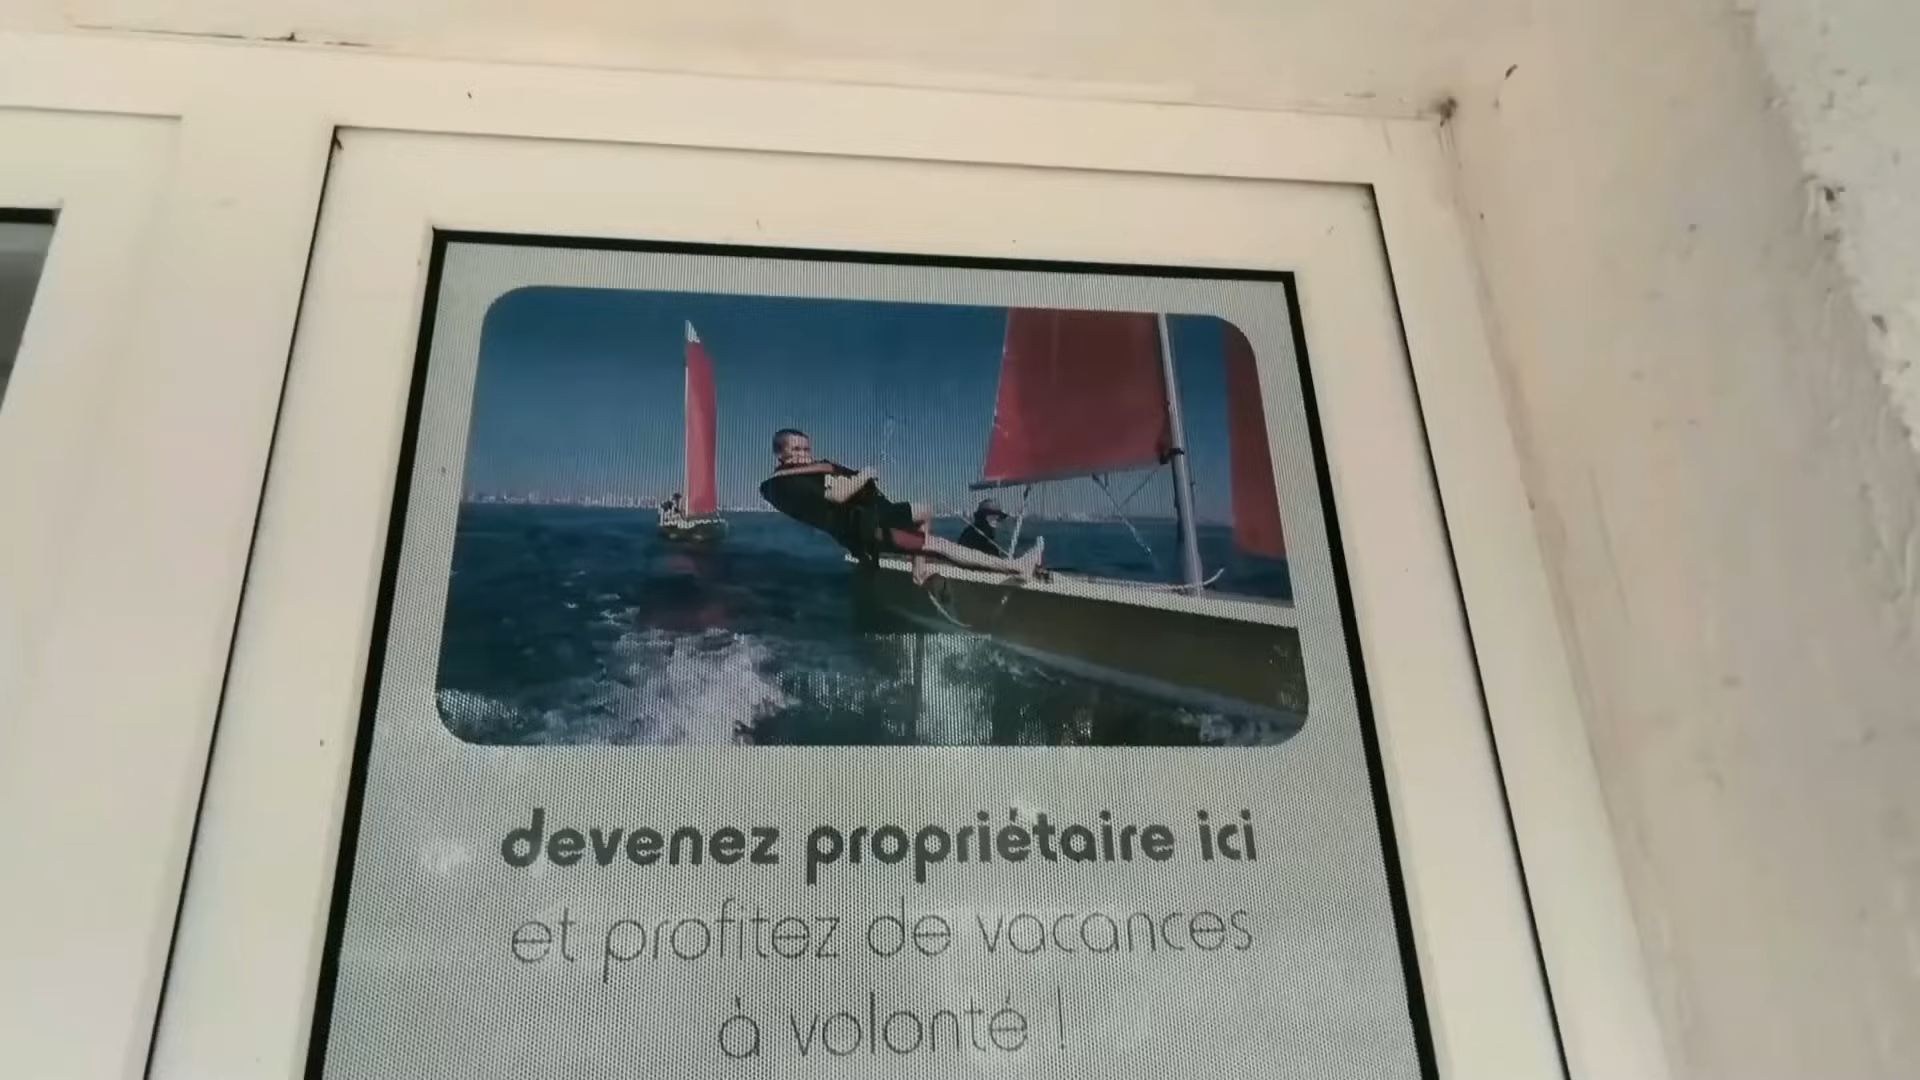 devenez propriétaire ici
et profitez de vacances
à volonté !